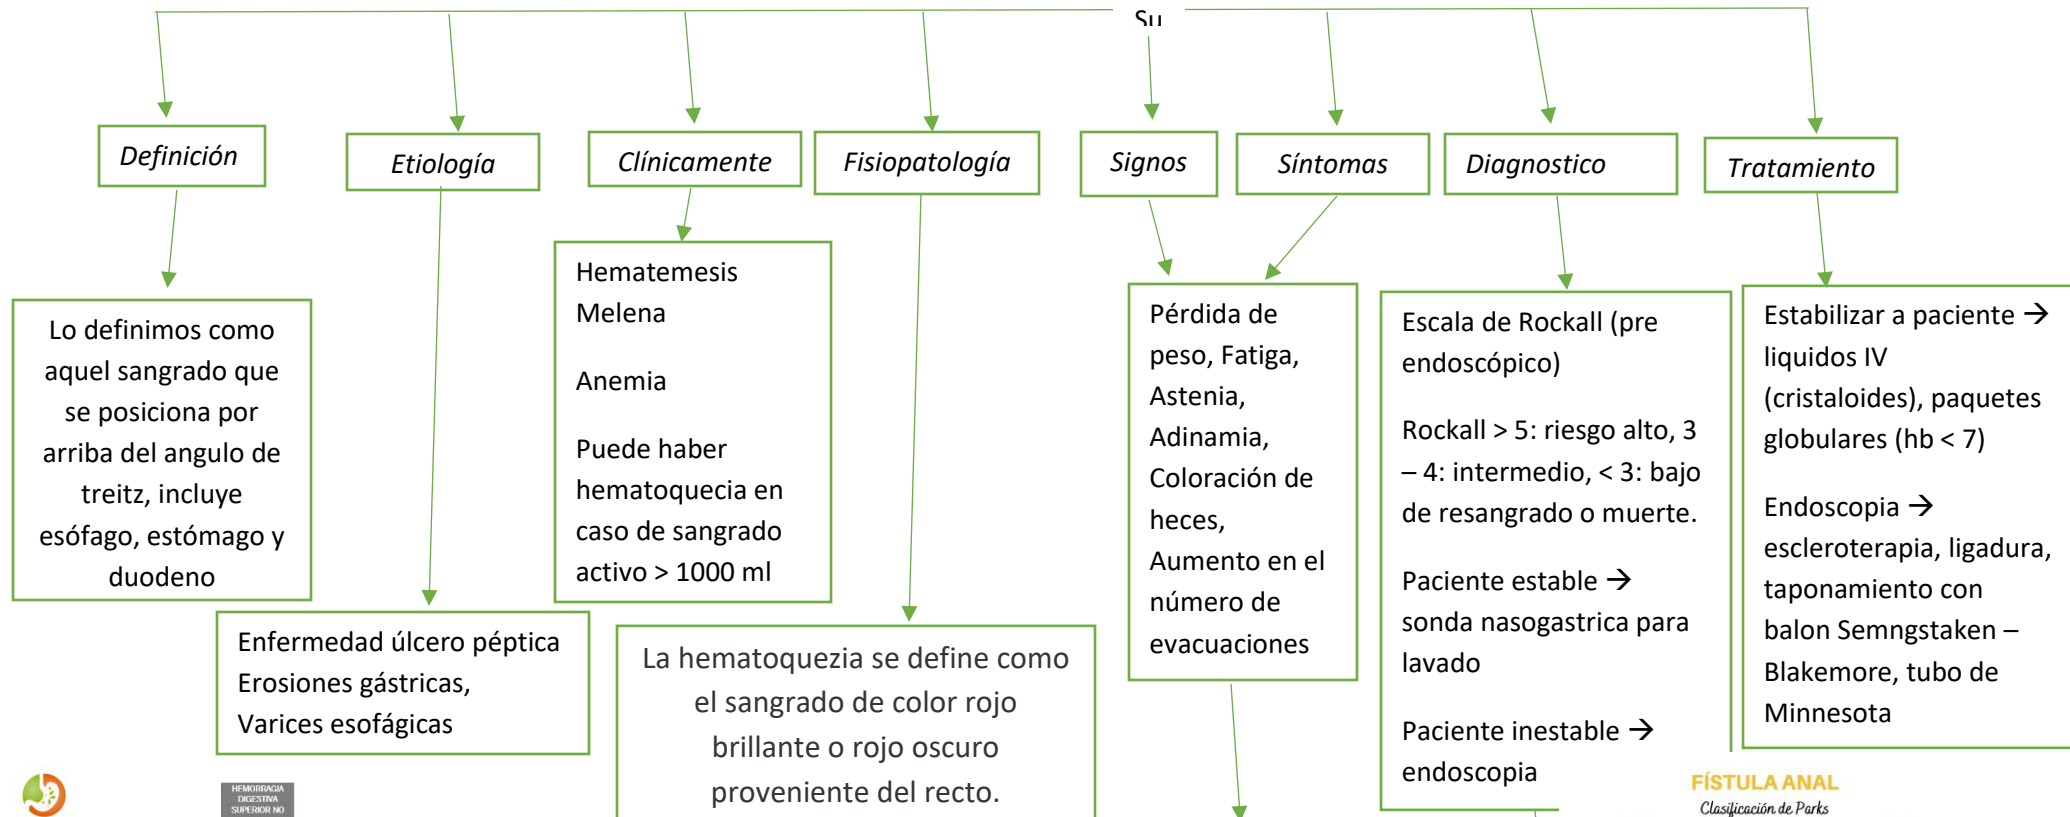 Su
Definición
Etiología
Clínicamente
Fisiopatología
Signos
Síntomas
Diagnostico
Tratamiento
Lo definimos como
aquel sangrado que
se posiciona por
arriba del angulo de
treitz, incluye
esófago, estómago y
duodeno
Enfermedad úlcero péptica
Erosiones gástricas,
Varices esofágicas
Hematemesis
Melena
Anemia
Puede haber
hematoquecia en
caso de sangrado
activo > 1000 ml
La hematoquezia se define como
el sangrado de color rojo
brillante o rojo oscuro
proveniente del recto.
Pérdida de
peso, Fatiga,
Astenia,
Adinamia,
Coloración de
heces,
Aumento en el
número de
evacuaciones
Escala de Rockall (pre
endoscópico)
Rockall > 5: riesgo alto, 3
– 4: intermedio, < 3: bajo
de resangrado o muerte.
Paciente estable →
sonda nasogastrica para
lavado
Paciente inestable →
endoscopia
Estabilizar a paciente →
liquidos IV
(cristaloides), paquetes
globulares (hb < 7)
Endoscopia →
escleroterapia, ligadura,
taponamiento con
balon Semngstaken –
Blakemore, tubo de
Minnesota
HEMORRAGIA
DIGESTIVA
SUPERIOR NO
FÍSTULA ANAL
Clasificación de Parks